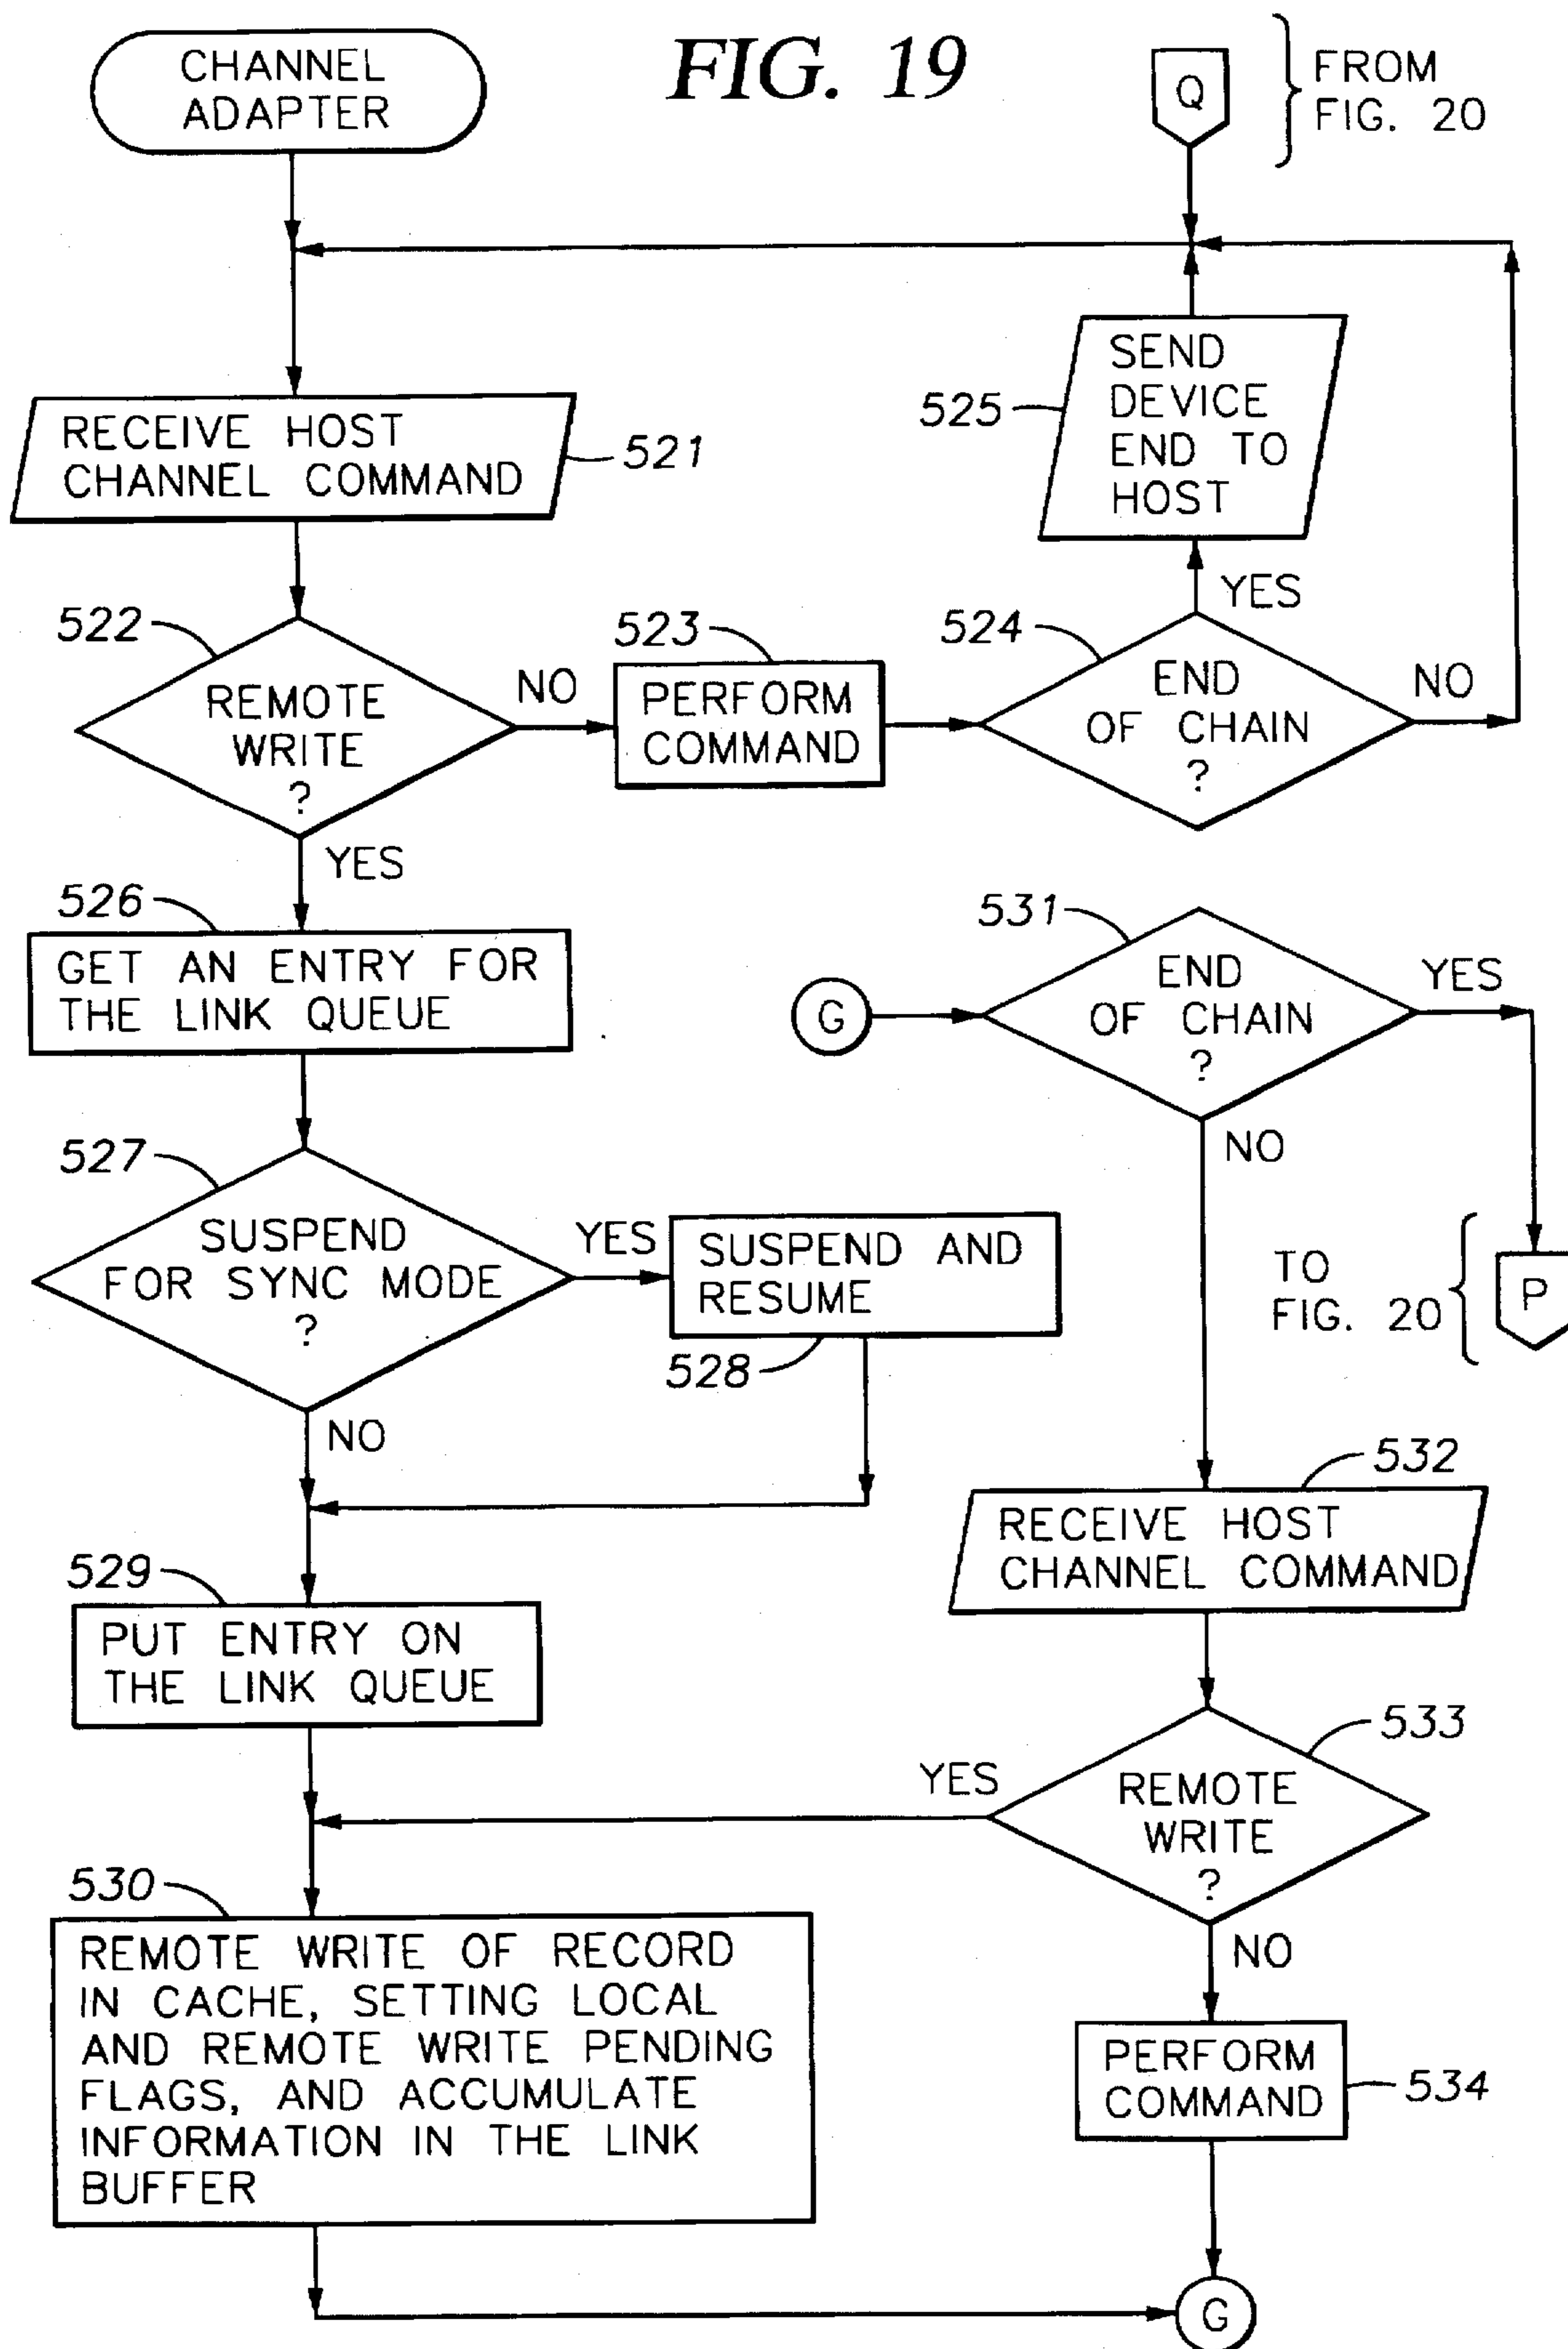 FIG. 19
CHANNEL
ADAPTER
Q
FROM
FIG. 20
RECEIVE HOST
CHANNEL COMMAND
521
SEND
DEVICE
END TO
HOST
525
522
REMOTE
WRITE
?
NO
YES
523
PERFORM
COMMAND
524
END
OF CHAIN
?
YES
NO
526
GET AN ENTRY FOR
THE LINK QUEUE
527
SUSPEND
FOR SYNC MODE
?
YES
NO
SUSPEND AND
RESUME
528
529
PUT ENTRY ON
THE LINK QUEUE
530
REMOTE WRITE OF RECORD
IN CACHE, SETTING LOCAL
AND REMOTE WRITE PENDING
FLAGS, AND ACCUMULATE
INFORMATION IN THE LINK
BUFFER
G
531
END
OF CHAIN
?
YES
NO
TO
FIG. 20
P
532
RECEIVE HOST
CHANNEL COMMAND
533
REMOTE
WRITE
?
YES
NO
PERFORM
COMMAND
534
G